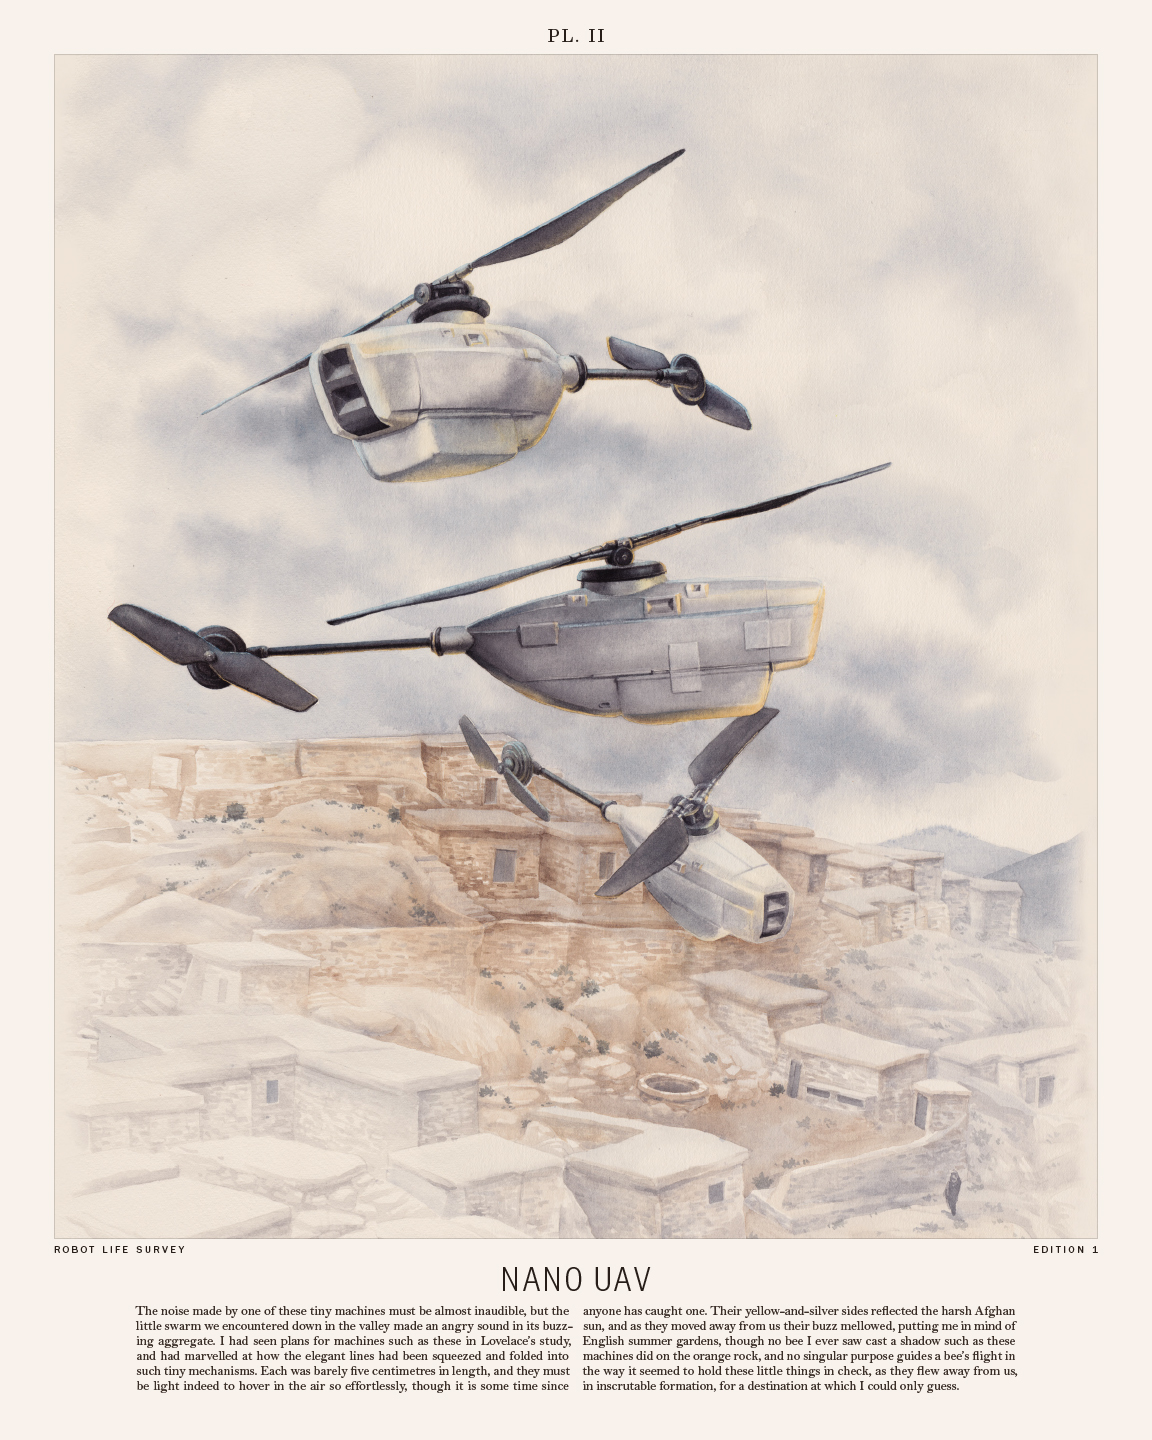 PL. II
ROBOT LIFE SURVEY
EDITION 1
NANO UAV
The noise made by one of these tiny machines must be almost inaudible, but the
little swarm we encountered down in the valley made an angry sound in its buzz-
ing aggregate. I had seen plans for machines such as these in Lovelace's study,
and had marvelled at how the elegant lines had been squeezed and folded into
such tiny mechanisms. Each was barely five centimetres in length, and they must
be light indeed to hover in the air so effortlessly, though it is some time since
anyone has caught one. Their yellow-and-silver sides reflected the harsh Afghan
sun, and as they moved away from us their buzz mellowed, putting me in mind of
English summer gardens, though no bee I ever saw cast a shadow such as these
machines did on the orange rock, and no singular purpose guides a bee's flight in
the way it seemed to hold these little things in check, as they flew away from us,
in inscrutable formation, for a destination at which I could only guess.